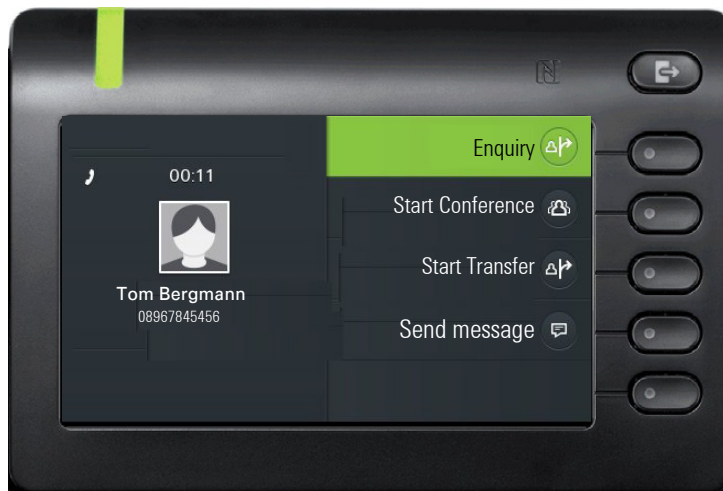 00:11
Tom Bergmann
08967845456
Enquiry
Start Conference
Start Transfer
Send message